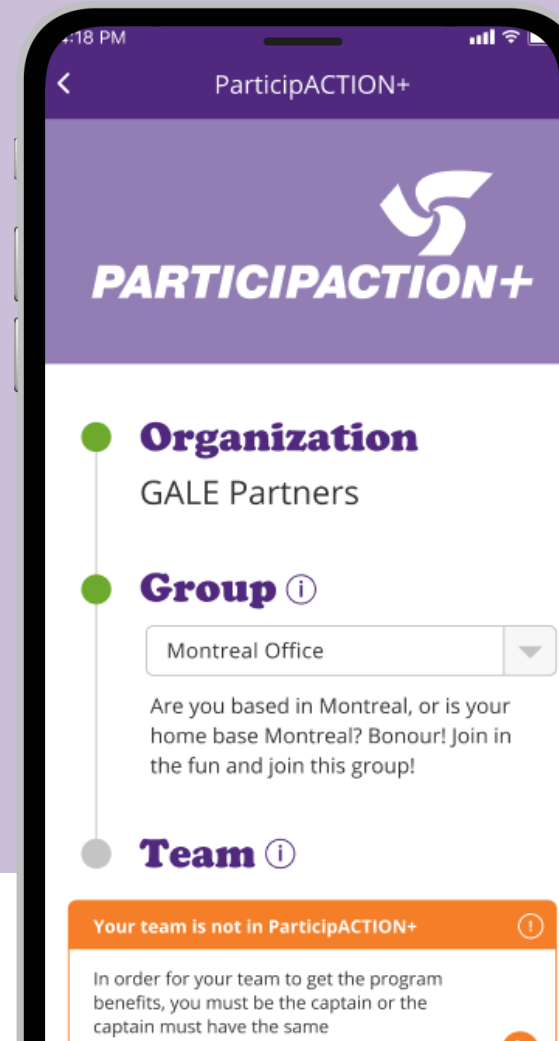 :18 PM
ParticipACTION+
PARTICIPACTION+
Organization
GALE Partners
Group
Montreal Office
Are you based in Montreal, or is your
home base Montreal? Bonour! Join in
the fun and join this group!
Team
Your team is not in ParticipACTION+
In order for your team to get the program
benefits, you must be the captain or the
captain must have the same